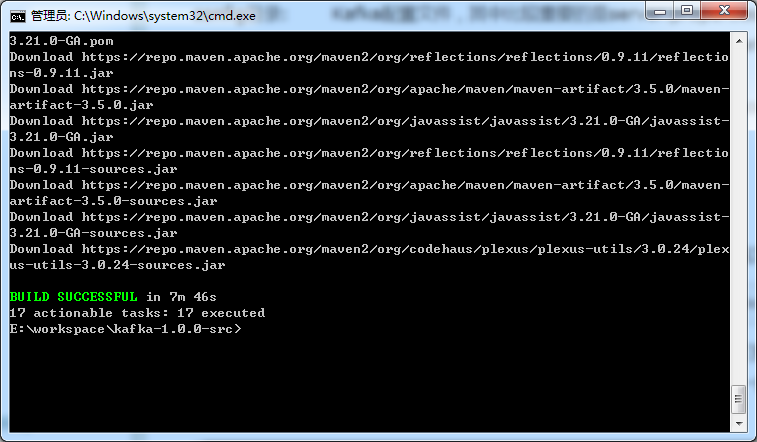 管理员: C:\Windows\system32\cmd.exe
3.21.0-GA.pom
Download https://repo.maven.apache.org/maven2/org/reflections/reflections/0.9.11/reflectio
ns-0.9.11.jar
Download https://repo.maven.apache.org/maven2/org/apache/maven/maven-artifact/3.5.0/maven-
artifact-3.5.0.jar
Download https://repo.maven.apache.org/maven2/org/javassist/javassist/3.21.0-GA/javassist-
3.21.0-GA.jar
Download https://repo.maven.apache.org/maven2/org/reflections/reflections/0.9.11/reflectio
ns-0.9.11-sources.jar
Download https://repo.maven.apache.org/maven2/org/apache/maven/maven-artifact/3.5.0/maven-
artifact-3.5.0-sources.jar
Download https://repo.maven.apache.org/maven2/org/javassist/javassist/3.21.0-GA/javassist-
3.21.0-GA-sources.jar
Download https://repo.maven.apache.org/maven2/org/codehaus/plexus/plexus-utils/3.0.24/plex
us-utils-3.0.24-sources.jar
BUILD SUCCESSFUL in 7m 46s
17 actionable tasks: 17 executed
E:\workspace\kafka-1.0.0-src>